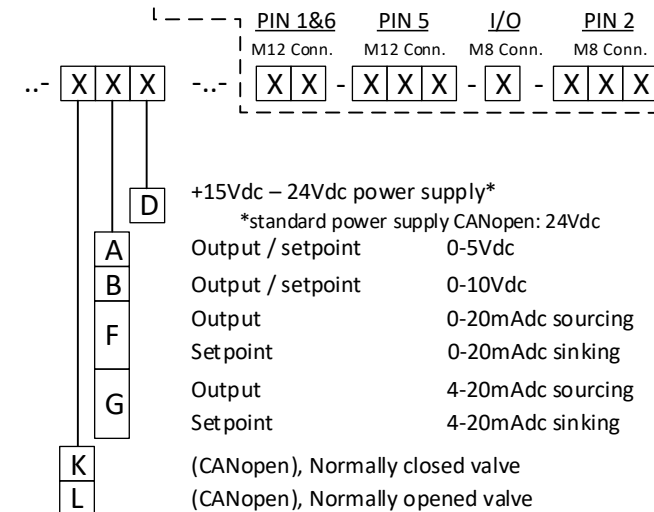 PIN 1&6 PIN 5 I/O PIN 2
M12 Conn. M12 Conn. M8 Conn. M8 Conn.
..- X X X -..- X X - X X X - X - X X X
D +15Vdc – 24Vdc power supply*
*standard power supply CANopen: 24Vdc
A Output / setpoint 0-5Vdc
B Output / setpoint 0-10Vdc
F Output 0-20mAdc sourcing
Setpoint 0-20mAdc sinking
G Output 4-20mAdc sourcing
Setpoint 4-20mAdc sinking
K (CANopen), Normally closed valve
L (CANopen), Normally opened valve